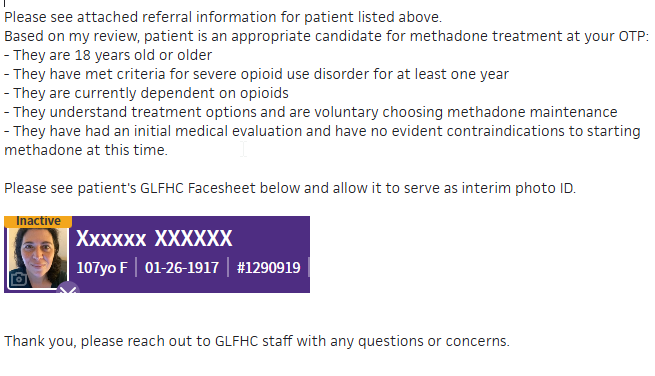 Please see attached referral information for patient listed above.
Based on my review, patient is an appropriate candidate for methadone treatment at your OTP:
- They are 18 years old or older
- They have met criteria for severe opioid use disorder for at least one year
- They are currently dependent on opioids
- They understand treatment options and are voluntary choosing methadone maintenance
- They have had an initial medical evaluation and have no evident contraindications to starting
methadone at this time.
Please see patient's GLFHC Facesheet below and allow it to serve as interim photo ID.
Inactive
Xxxxxx XXXXXX
107yo F | 01-26-1917 | #1290919
Thank you, please reach out to GLFHC staff with any questions or concerns.